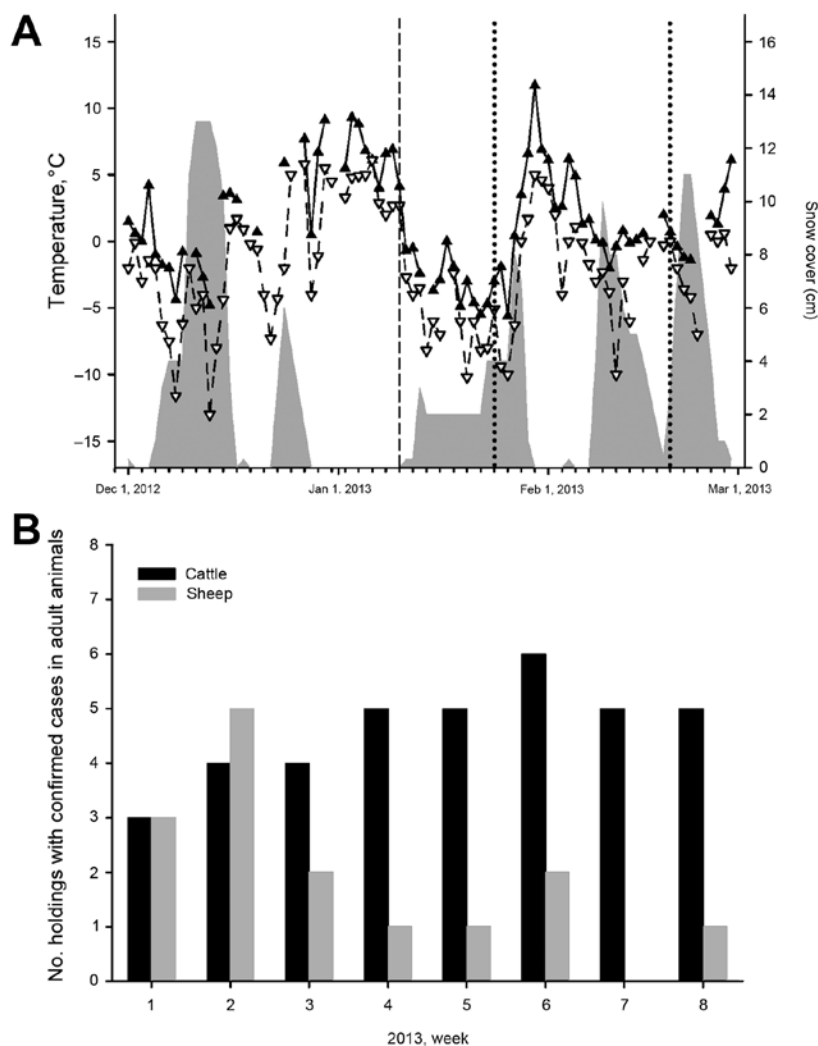 A
Temperature,°C
15
10
5
0
−5
−10
−15
16
14
12
10
8
6
4
2
0
Snow cover (cm)
Dec 1, 2012
Jan 1, 2013
Feb 1, 2013
Mar 1, 2013
B
No. holdings with confirmed cases in adult animals
8
7
6
5
4
3
2
1
0
Cattle
Sheep
1 2 3 4 5 6 7 8
2013, week